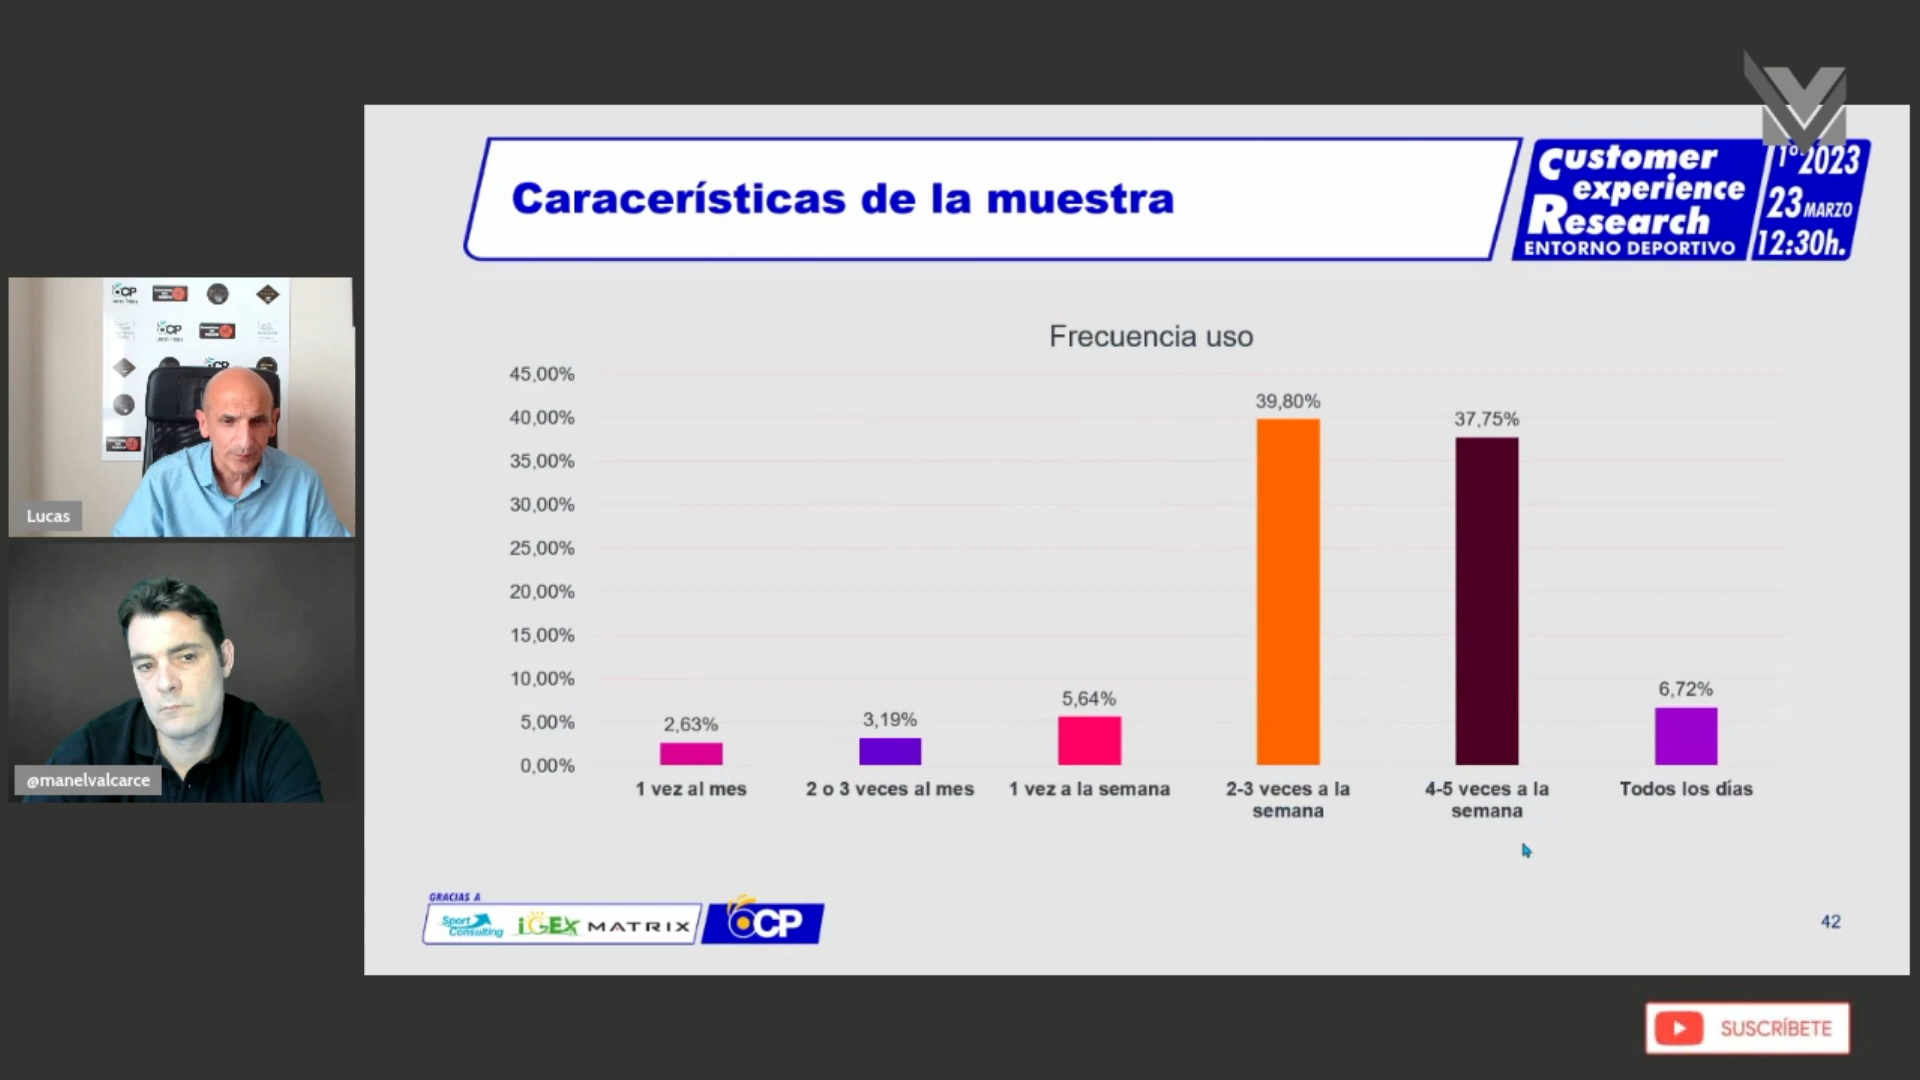 Caracerísticas de la muestra
Customer
experience
Research
ENTORNO DEPORTIVO
1º 2023
23 MARZO
12:30h.
Frecuencia uso
45,00%
40,00%
35,00%
30,00%
25,00%
20,00%
15,00%
10,00%
5,00%
0,00%
2,63%
3,19%
5,64%
39,80%
37,75%
6,72%
1 vez al mes
2 o 3 veces al mes
1 vez a la semana
2-3 veces a la
semana
4-5 veces a la
semana
Todos los días
Lucas
@manelvalcarce
GRACIAS A
Sport
Consulting
iGEX
MATRIX
OCP
42
SUSCRÍBETE